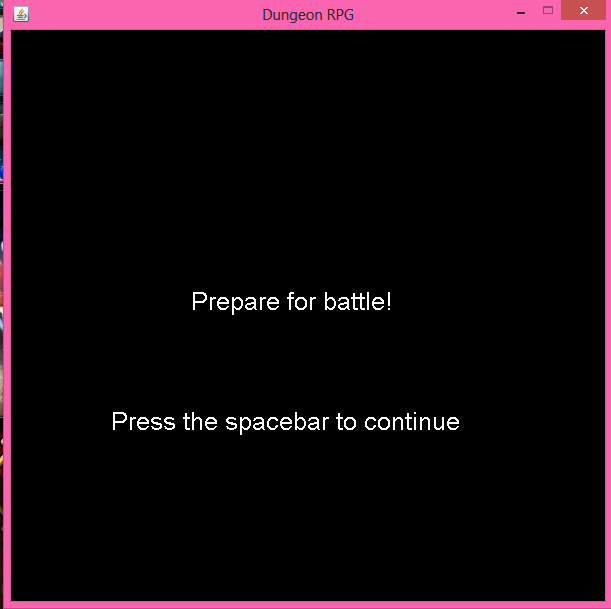 Dungeon RPG
Prepare for battle!
Press the spacebar to continue